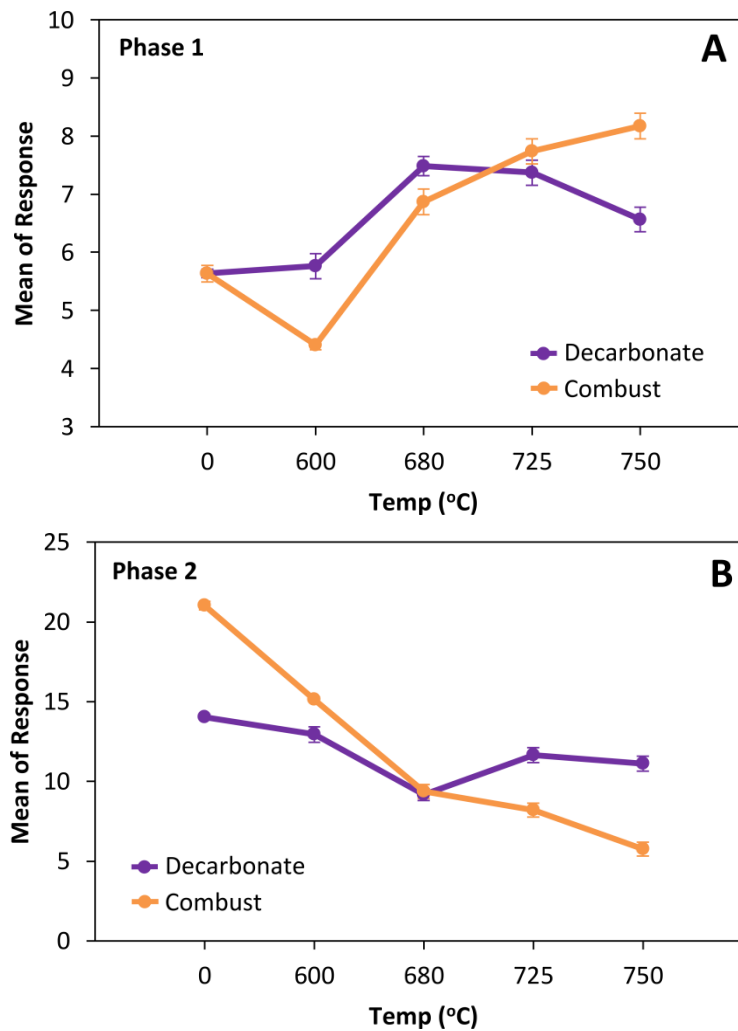 10
Phase 1
A
9
8
7
6
5
4
3
Mean of Response
Decarbonate
Combust
0 600 680 725 750
Temp (ºC)
25
Phase 2
B
20
15
10
5
0
Mean of Response
Decarbonate
Combust
0 600 680 725 750
Temp (ºC)